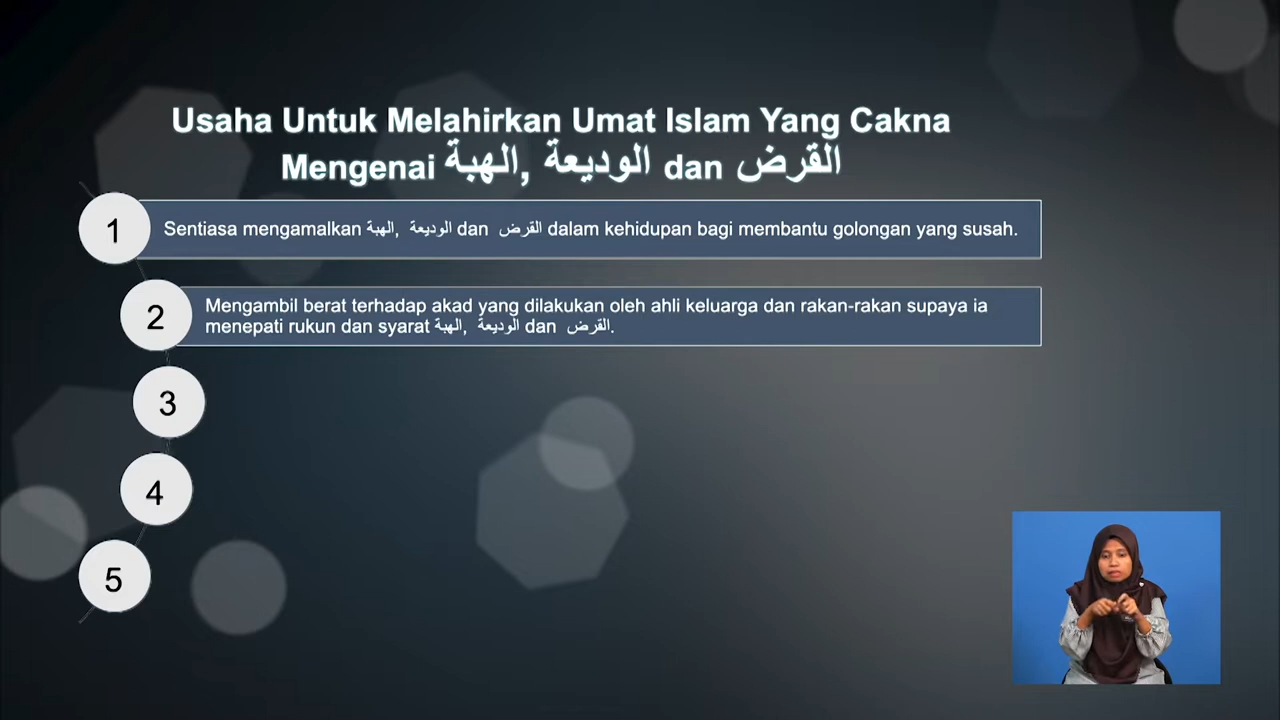 Usaha Untuk Melahirkan Umat Islam Yang Cakna
Mengenai الهبة, الوديعة dan القرض
1
Sentiasa mengamalkan الهبة, الوديعة dan القرض dalam kehidupan bagi membantu golongan yang susah.
2
Mengambil berat terhadap akad yang dilakukan oleh ahli keluarga dan rakan-rakan supaya ia
menepati rukun dan syarat الهبة, الوديعة dan القرض.
3
4
5